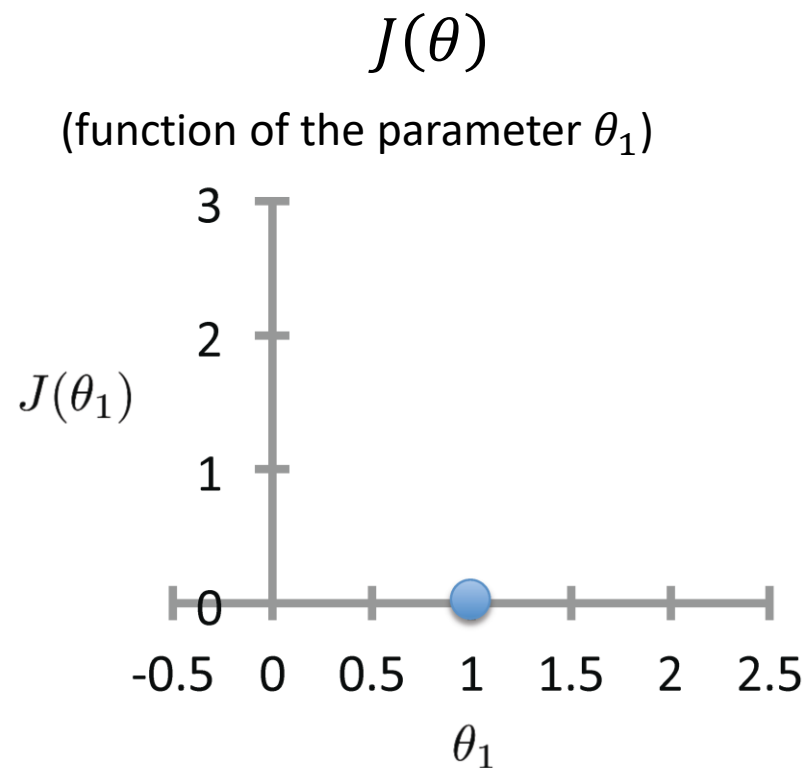 J(θ)
(function of the parameter θ₁)
3
2
J(θ₁)
1
0
-0.5 0 0.5 1 1.5 2 2.5
θ₁